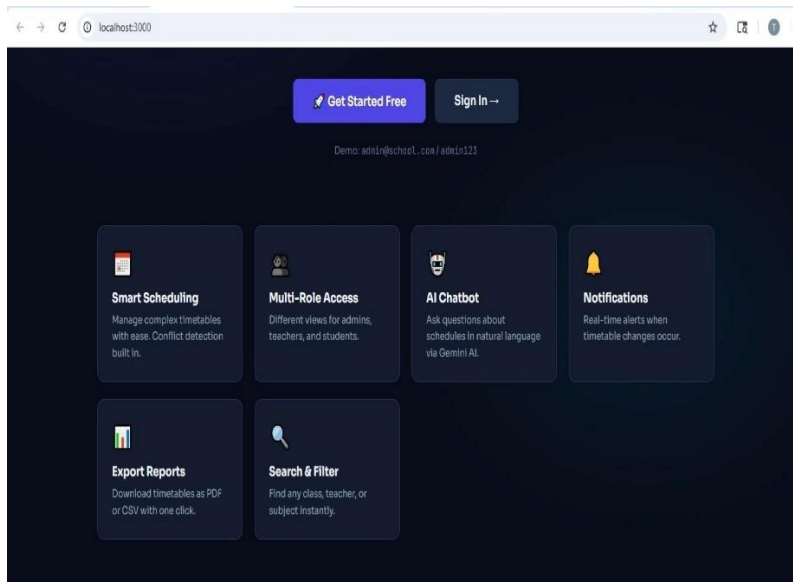 localhost:3000
Get Started Free
Sign In →
Demo: admin@school.com / admin123
Smart Scheduling
Manage complex timetables
with ease. Conflict detection
built in.
Multi-Role Access
Different views for admins,
teachers, and students.
AI Chatbot
Ask questions about
schedules in natural language
via Gemini AI.
Notifications
Real-time alerts when
timetable changes occur.
Export Reports
Download timetables as PDF
or CSV with one click.
Search & Filter
Find any class, teacher, or
subject instantly.